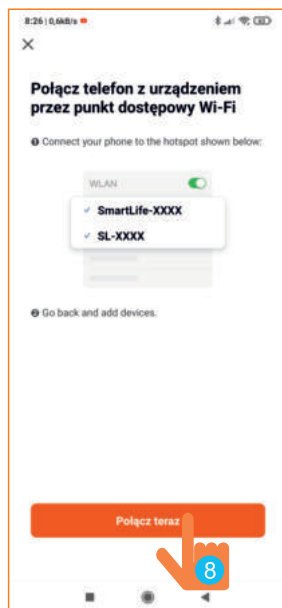 8:26 | 0,6kB/s
Połącz telefon z urządzeniem
przez punkt dostępowy Wi-Fi
❶ Connect your phone to the hotspot shown below:
WLAN
SmartLife-XXXX
SL-XXXX
❷ Go back and add devices.
Połącz teraz
8